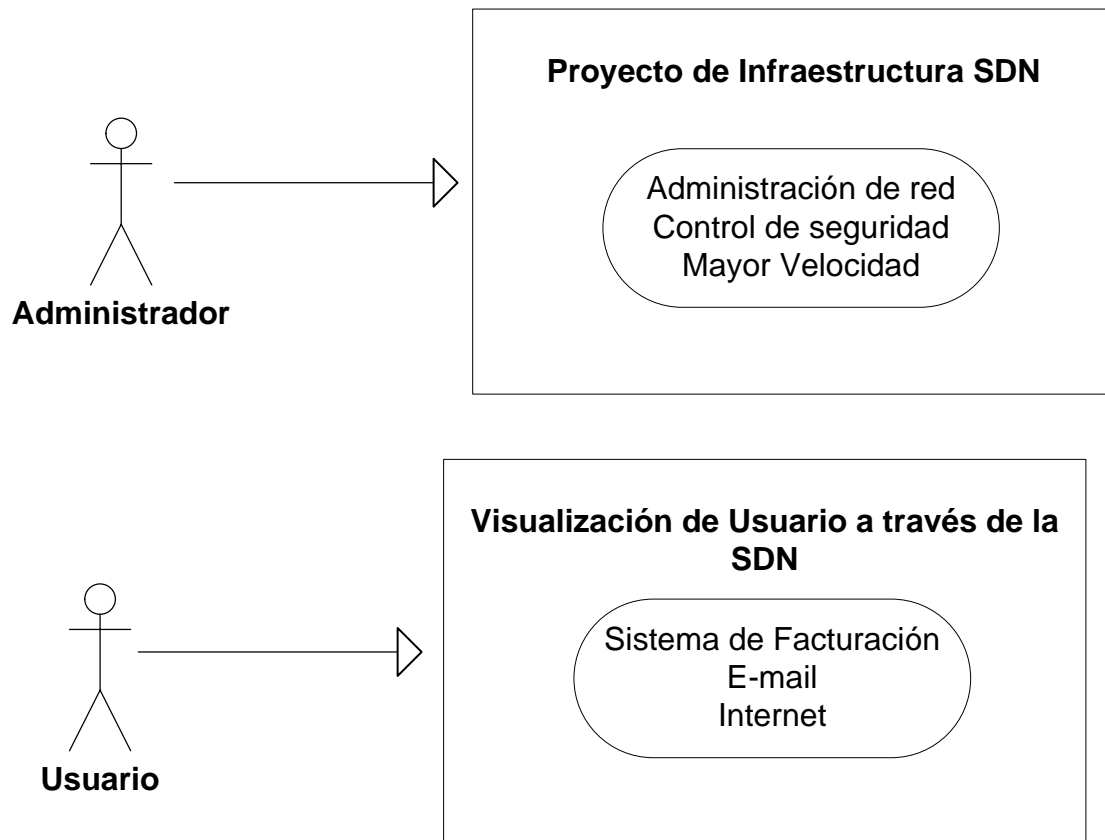 Proyecto de Infraestructura SDN
Administración de red
Control de seguridad
Mayor Velocidad
Administrador
Visualización de Usuario a través de la
SDN
Sistema de Facturación
E-mail
Internet
Usuario